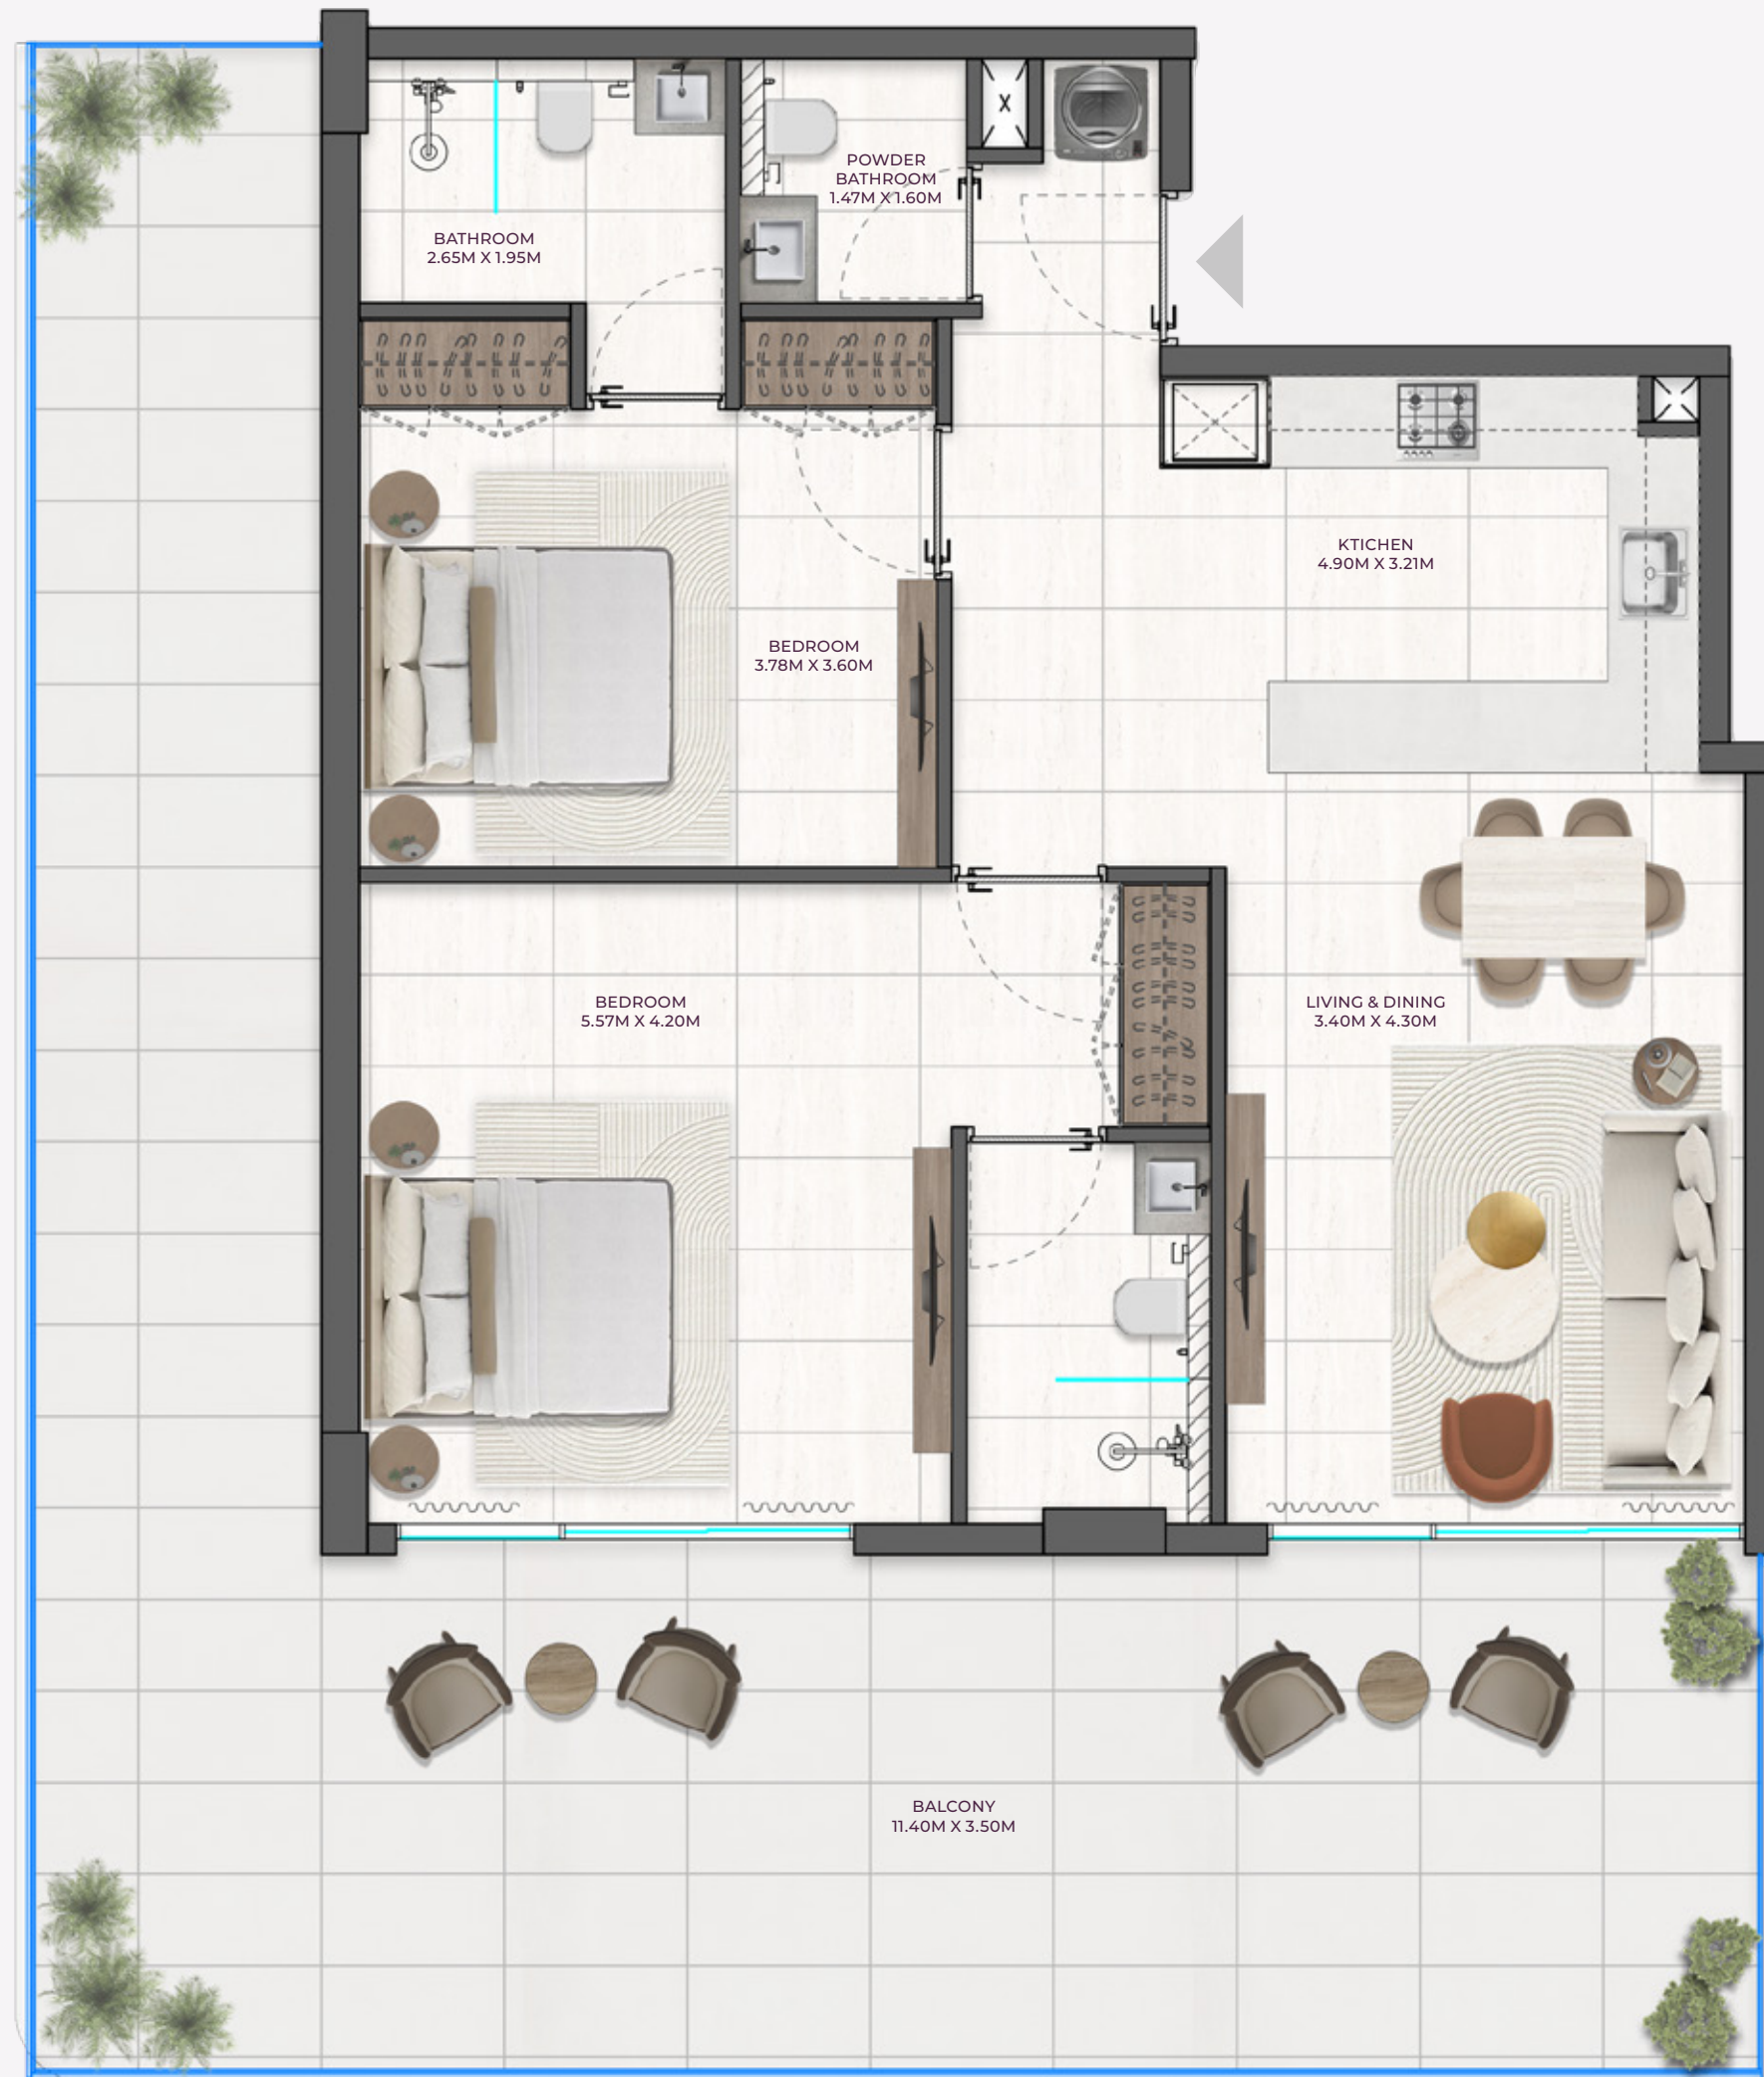 POWDER
BATHROOM
1.47M X 1.60M
BATHROOM
2.65M X 1.95M
KTICHEN
4.90M X 3.21M
BEDROOM
3.78M X 3.60M
BEDROOM
5.57M X 4.20M
LIVING & DINING
3.40M X 4.30M
BALCONY
11.40M X 3.50M